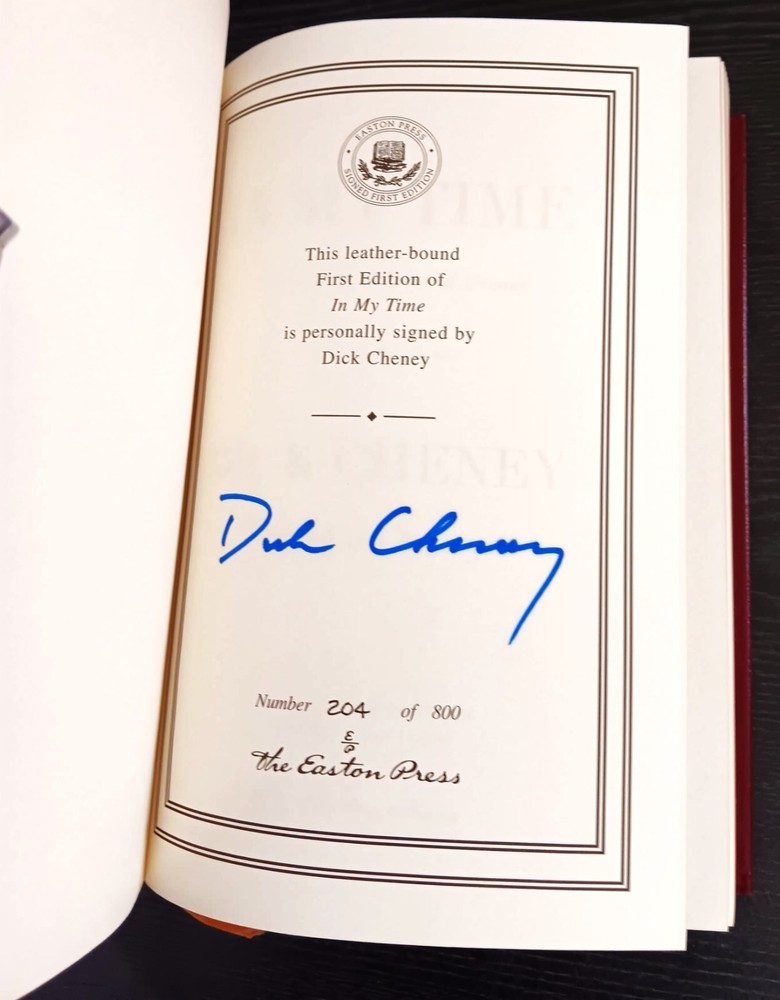 EASTON PRESS
SIGNED FIRST EDITION
This leather-bound
First Edition of
In My Time
is personally signed by
Dick Cheney
Dick Cheney
Number 204 of 800
E
P
the Easton Press